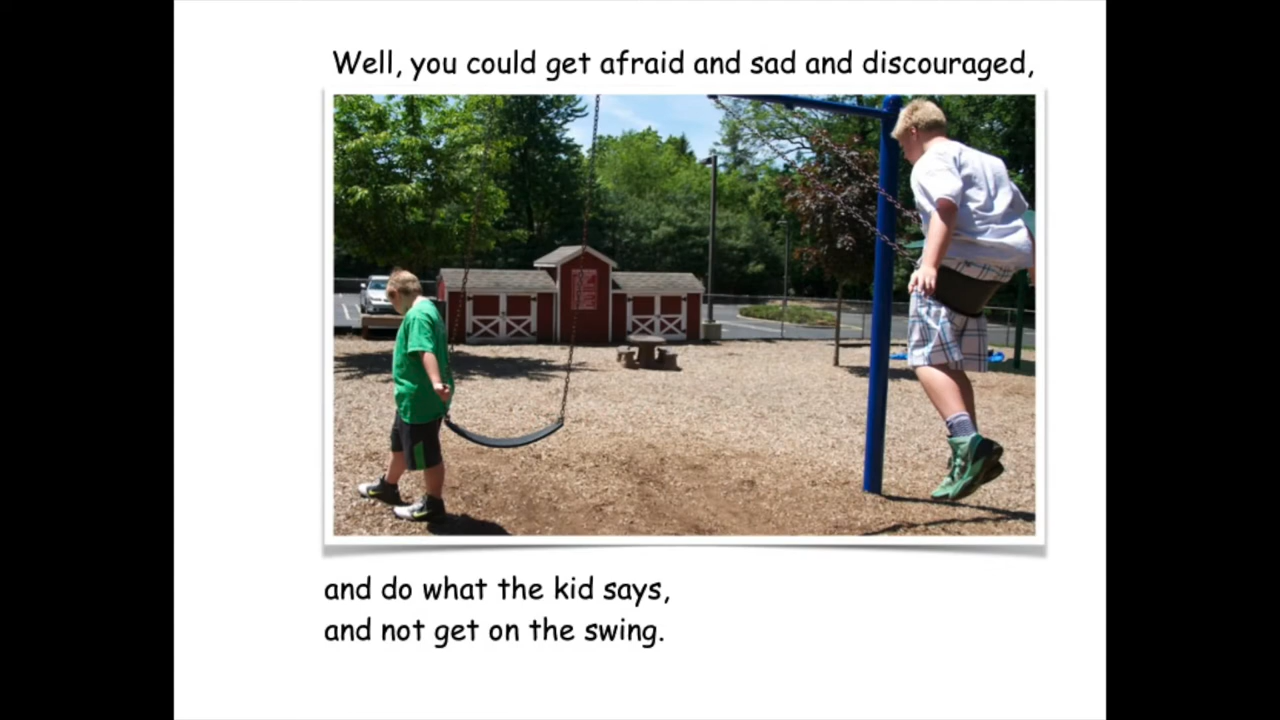 Well, you could get afraid and sad and discouraged,
and do what the kid says,
and not get on the swing.